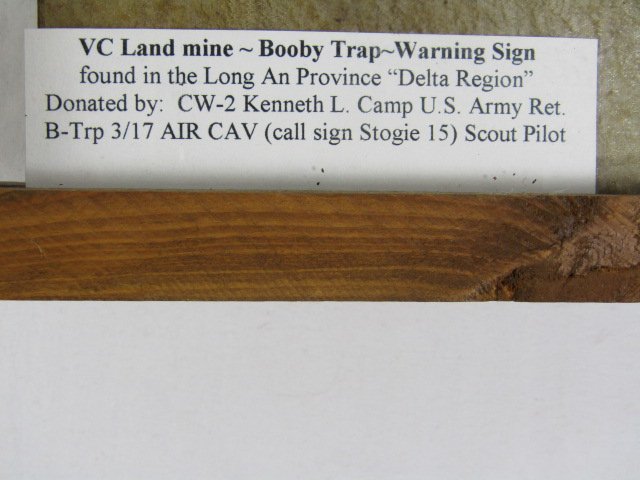 VC Land mine ~ Booby Trap~Warning Sign
found in the Long An Province “Delta Region”
Donated by:  CW-2 Kenneth L. Camp U.S. Army Ret.
B-Trp 3/17 AIR CAV (call sign Stogie 15) Scout Pilot